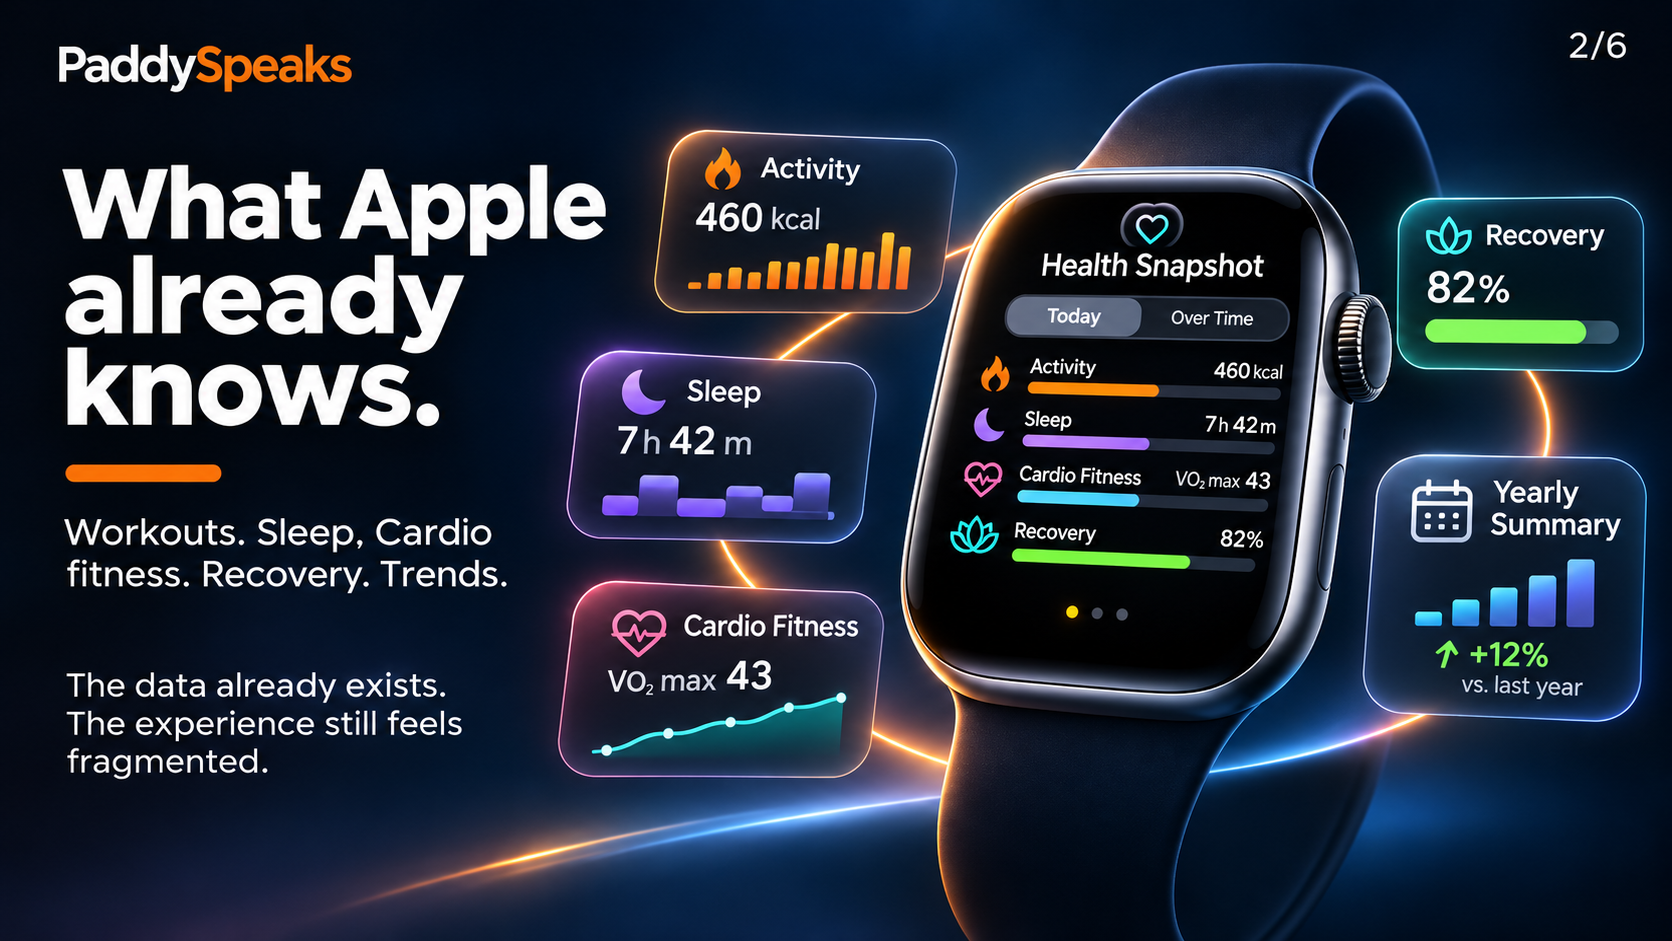 PaddySpeaks
2/6
What Apple
already
knows.
Workouts. Sleep, Cardio
fitness. Recovery. Trends.
The data already exists.
The experience still feels
fragmented.
Activity
460 kcal
Sleep
7h 42m
Cardio Fitness
VO₂ max 43
Health Snapshot
Today
Over Time
Activity 460 kcal
Sleep 7h 42m
Cardio Fitness VO₂ max 43
Recovery 82%
Recovery
82%
Yearly
Summary
↑ +12%
vs. last year